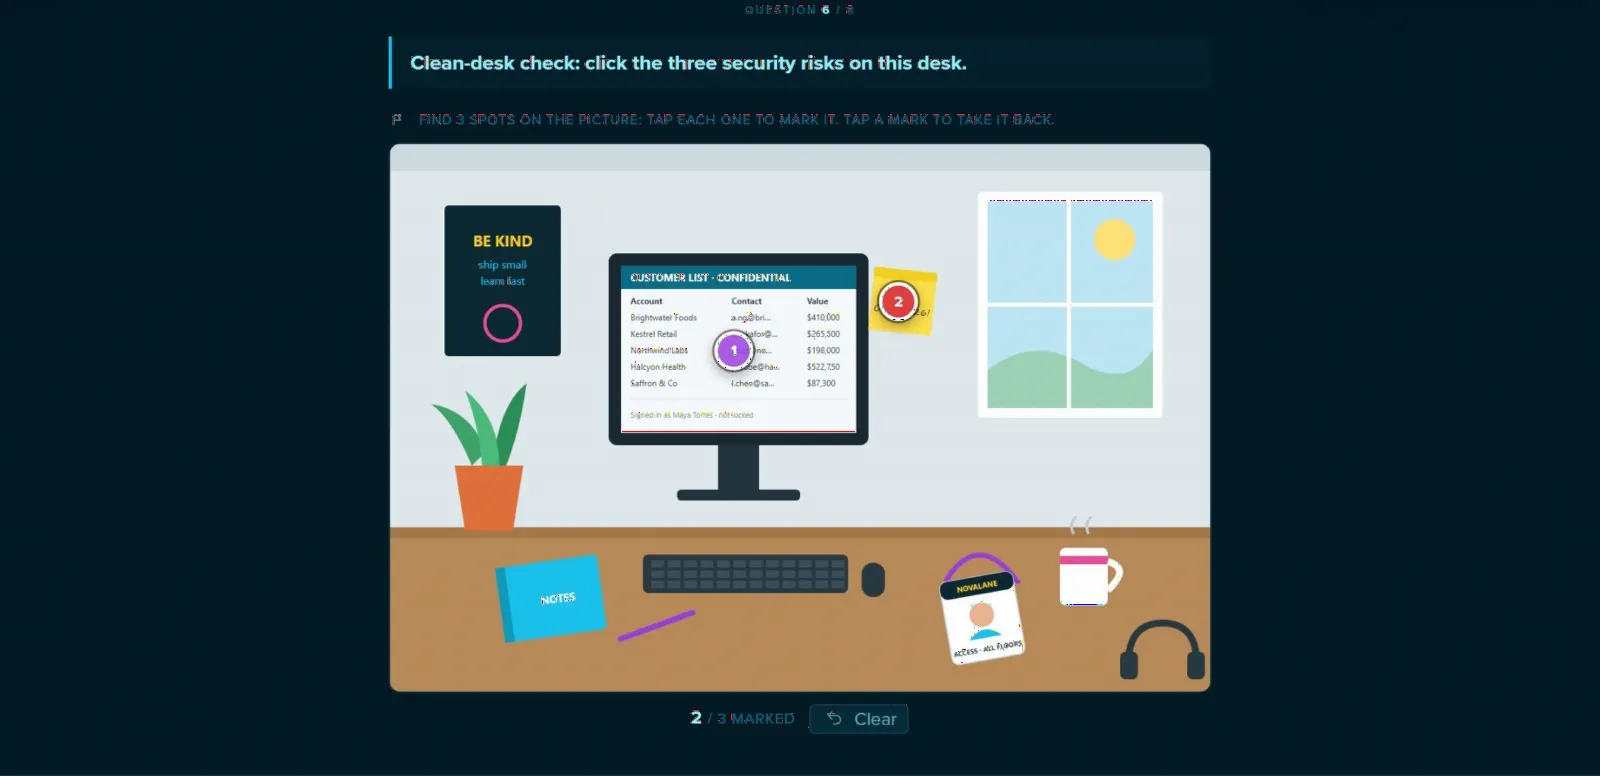 QUESTION 6 / 8
Clean-desk check: click the three security risks on this desk.
FIND 3 SPOTS ON THE PICTURE: TAP EACH ONE TO MARK IT. TAP A MARK TO TAKE IT BACK.
BE KIND
ship small
learn fast
CUSTOMER LIST - CONFIDENTIAL
Account Contact Value
Brightwater Foods a.ng@bri... $410,000
Kestrel Retail $265,500
Northwind Labs $198,000
Halcyon Health $522,750
Saffron & Co l.chen@sa... $87,300
Signed in as Maya Torres - not locked
1
2
NOTES
NOVALANE
ACCESS - ALL FLOORS
2 / 3 MARKED
Clear